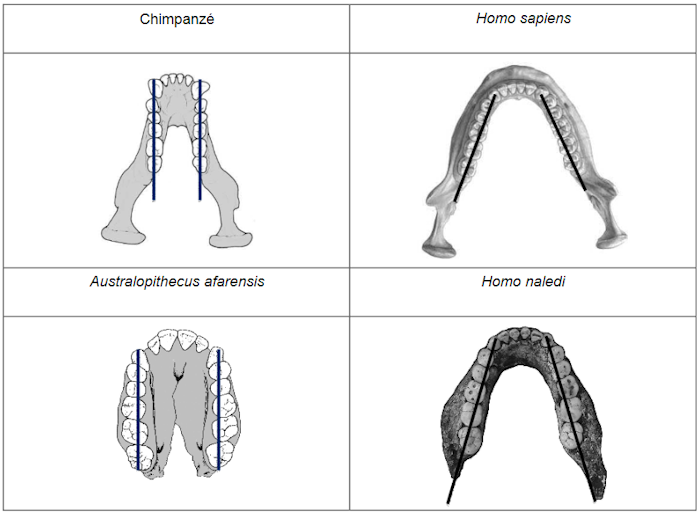 Chimpanzé
Homo sapiens
Australopithecus afarensis
Homo naledi